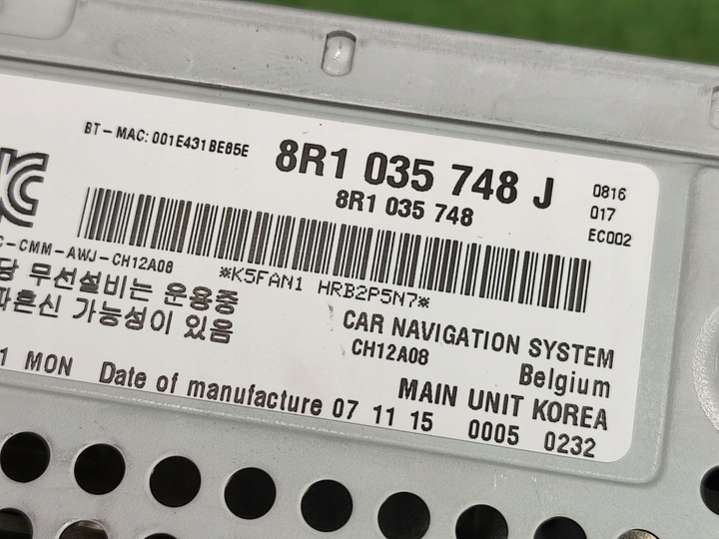 BT-MAC: 001E431BE85E
8R1 035 748 J
8R1 035 748
0816
017
EC002
C-CMM-AWJ-CH12A08
*K5FAN1 HRB2P5N7*
당 무선설비는 운용중
파혼신 가능성이 있음
CAR NAVIGATION SYSTEM
CH12A08
Belgium
MAIN UNIT KOREA
1 MON Date of manufacture 07 11 15 0005 0232